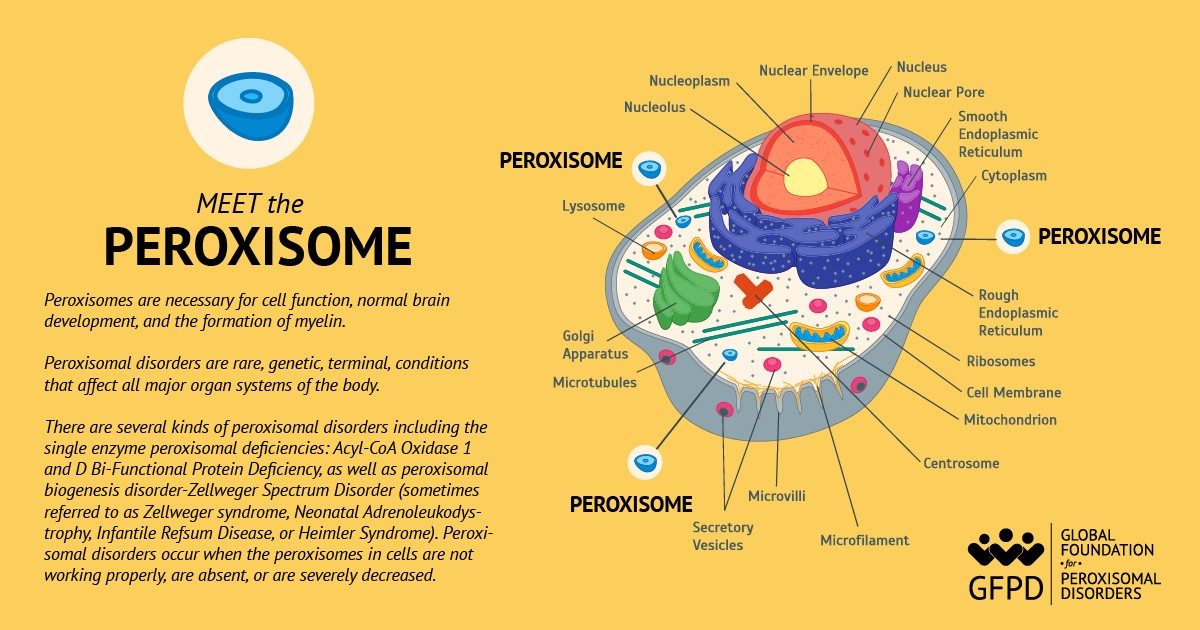 MEET the
PEROXISOME
Peroxisomes are necessary for cell function, normal brain
development, and the formation of myelin.
Peroxisomal disorders are rare, genetic, terminal, conditions
that affect all major organ systems of the body.
There are several kinds of peroxisomal disorders including the
single enzyme peroxisomal deficiencies: Acyl-CoA Oxidase 1
and D Bi-Functional Protein Deficiency, as well as peroxisomal
biogenesis disorder-Zellweger Spectrum Disorder (sometimes
referred to as Zellweger syndrome, Neonatal Adrenoleukodys-
trophy, Infantile Refsum Disease, or Heimler Syndrome). Peroxi-
somal disorders occur when the peroxisomes in cells are not
working properly, are absent, or are severely decreased.
Nuclear Envelope
Nucleoplasm
Nucleolus
PEROXISOME
Lysosome
Golgi
Apparatus
Microtubules
PEROXISOME
Secretory
Vesicles
Microvilli
Microfilament
Nucleus
Nuclear Pore
Smooth
Endoplasmic
Reticulum
Cytoplasm
PEROXISOME
Rough
Endoplasmic
Reticulum
Ribosomes
Cell Membrane
Mitochondrion
Centrosome
GFPD
GLOBAL
FOUNDATION
•for•
PEROXISOMAL
DISORDERS